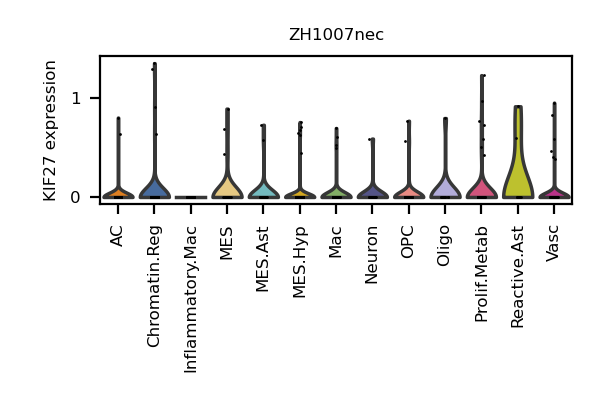 ZH1007nec
KIF27 expression
1
0
AC
Chromatin.Reg
Inflammatory.Mac
MES
MES.Ast
MES.Hyp
Mac
Neuron
OPC
Oligo
Prolif.Metab
Reactive.Ast
Vasc